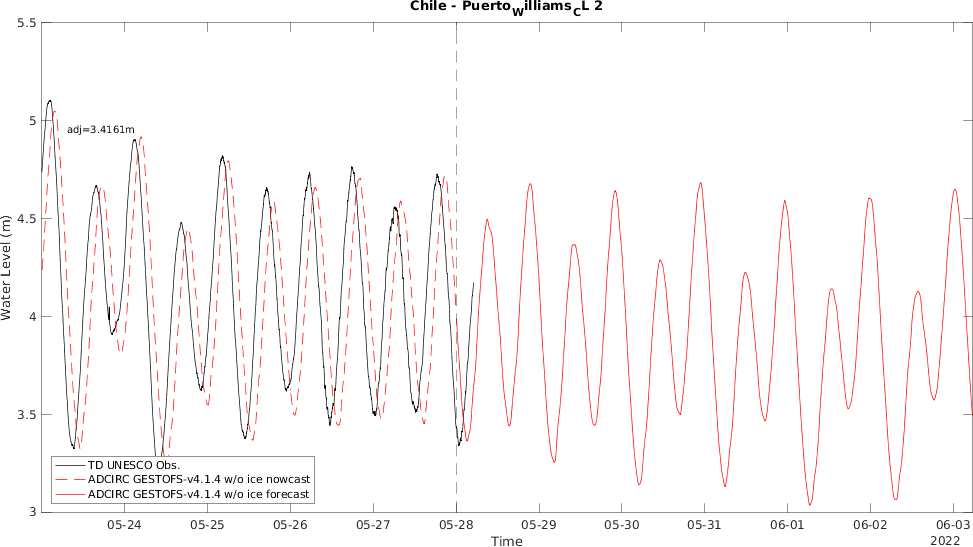 Chile - PuertoWilliamsCL 2
5.5
5
4.5
4
3.5
3
Water Level (m)
adj=3.4161m
TD UNESCO Obs.
ADCIRC GESTOFS-v4.1.4 w/o ice nowcast
ADCIRC GESTOFS-v4.1.4 w/o ice forecast
05-24 05-25 05-26 05-27 05-28 05-29 05-30 05-31 06-01 06-02 06-03
Time
2022